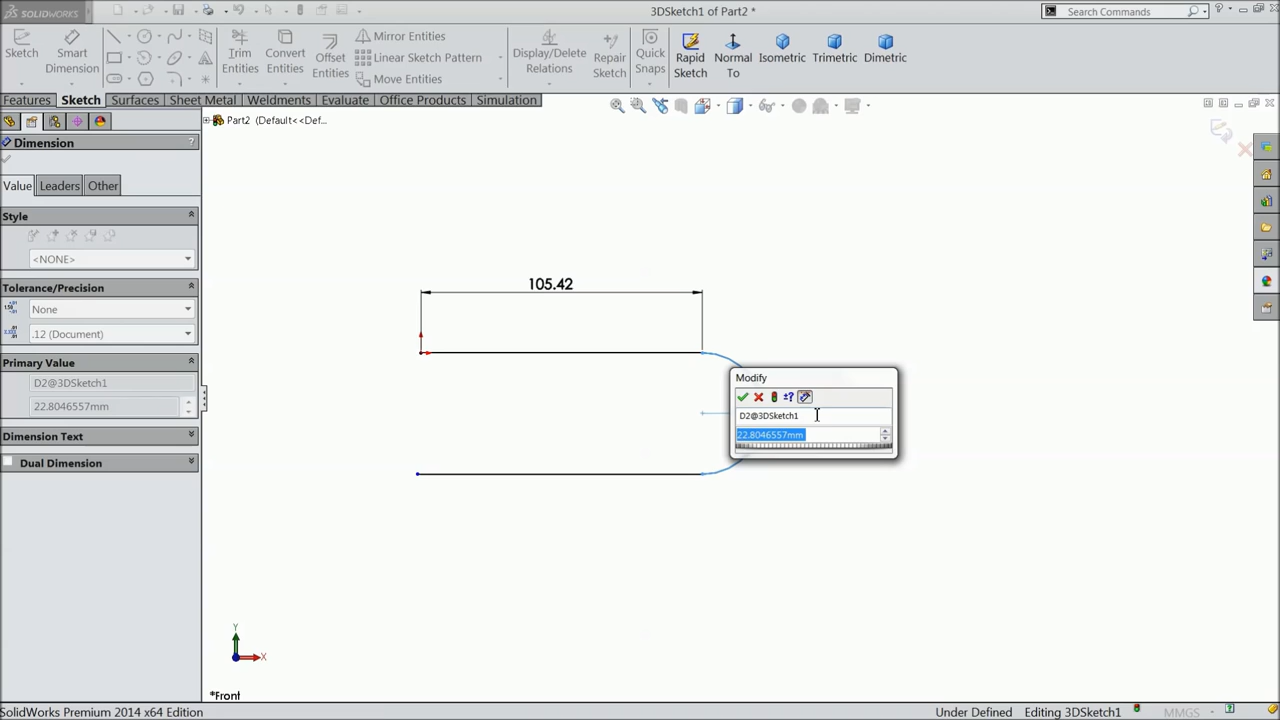 SOLIDWORKS
3DSketch1 of Part2 *
Search Commands
Sketch
Smart Dimension
Trim Entities
Convert Entities
Offset Entities
Mirror Entities
Linear Sketch Pattern
Move Entities
Display/Delete Relations
Repair Sketch
Quick Snaps
Rapid Sketch
Normal To
Isometric
Trimetric
Dimetric
Features
Sketch
Surfaces
Sheet Metal
Weldments
Evaluate
Office Products
Simulation
Part2 (Default<<Def...
Dimension
?
Value
Leaders
Other
Style
<NONE>
Tolerance/Precision
None
.12 (Document)
Primary Value
D2@3DSketch1
22.8046557mm
Dimension Text
Dual Dimension
105.42
Modify
D2@3DSketch1
22.8046557mm
Y
X
*Front
SolidWorks Premium 2014 x64 Edition
Under Defined
Editing 3DSketch1
MMGS